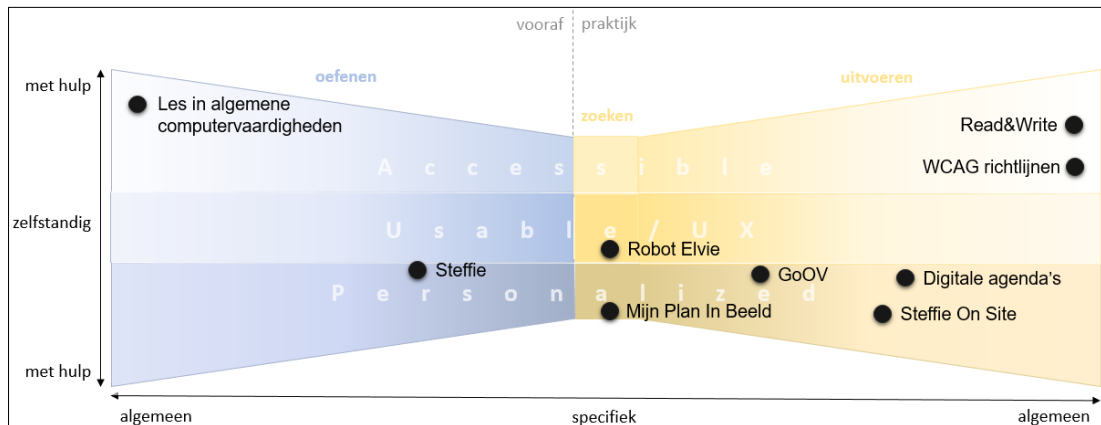 vooraf praktijk
met hulp
oefenen
uitvoeren
Les in algemene
computervaardigheden
zoeken
Read&Write
Accessible
WCAG richtlijnen
zelfstandig
Usable/UX
Robot Elvie
Steffie
GoOV
Digitale agenda's
Personalized
Mijn Plan In Beeld
Steffie On Site
met hulp
algemeen
specifiek
algemeen